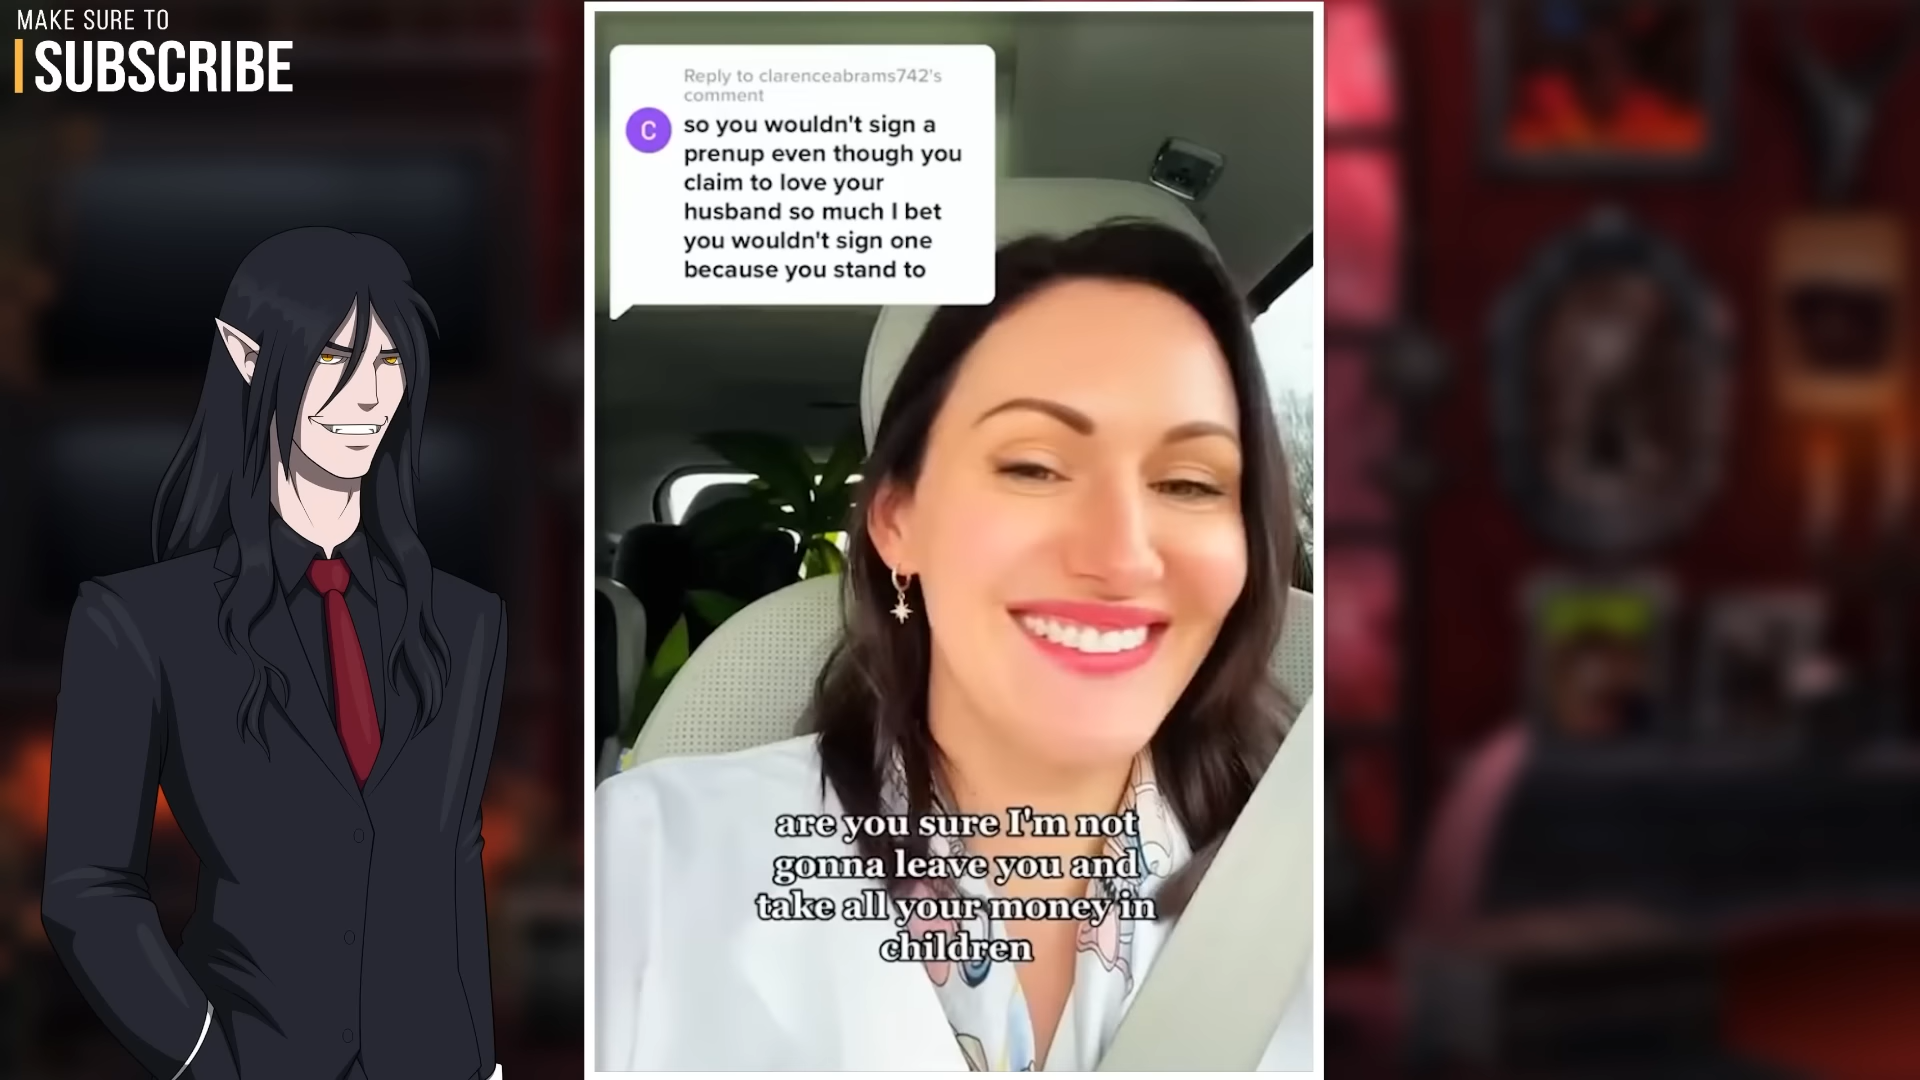 MAKE SURE TO
SUBSCRIBE
Reply to clarenceabrams742's
comment
C
so you wouldn't sign a
prenup even though you
claim to love your
husband so much I bet
you wouldn't sign one
because you stand to
are you sure I'm not
gonna leave you and
take all your money in
children